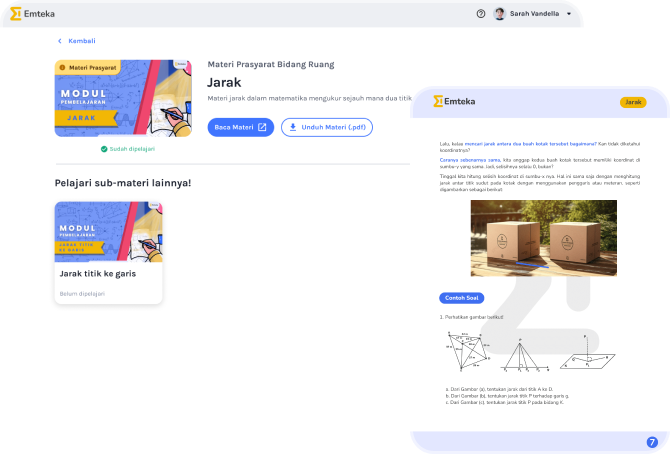 Emteka
Sarah Vandella
Kembali
Materi Prasyarat
MODUL
PEMBELAJARAN
JARAK
Sudah dipelajari
Materi Prasyarat Bidang Ruang
Jarak
Materi jarak dalam matematika mengukur sejauh mana dua titik
Baca Materi
Unduh Materi (.pdf)
Pelajari sub-materi lainnya!
MODUL
PEMBELAJARAN
JARAK TITIK
KE GARIS
Jarak titik ke garis
Belum dipelajari
Emteka
Jarak
Lalu, kalau mencari jarak antara dua buah kotak tersebut bagaimana? Kan tidak diketahui
koordinatnya?
Caranya sebenarnya sama, kita anggap kedua buah kotak tersebut memiliki koordinat di
sumbu-y yang sama. Jadi, selisihnya selalu 0, bukan?
Tinggal kita hitung selisih koordinat di sumbu-x nya. Hal ini sama saja dengan menghitung
jarak antar titik sudut pada kotak dengan menggunakan penggaris atau meteran, seperti
digambarkan sebagai berikut:
Contoh Soal
1. Perhatikan gambar berikut!
a. Dari Gambar (a), tentukan jarak dari titik A ke D.
b. Dari Gambar (b), tentukan jarak titik P terhadap garis g.
c. Dari Gambar (c), tentukan jarak titik P pada bidang K.
7